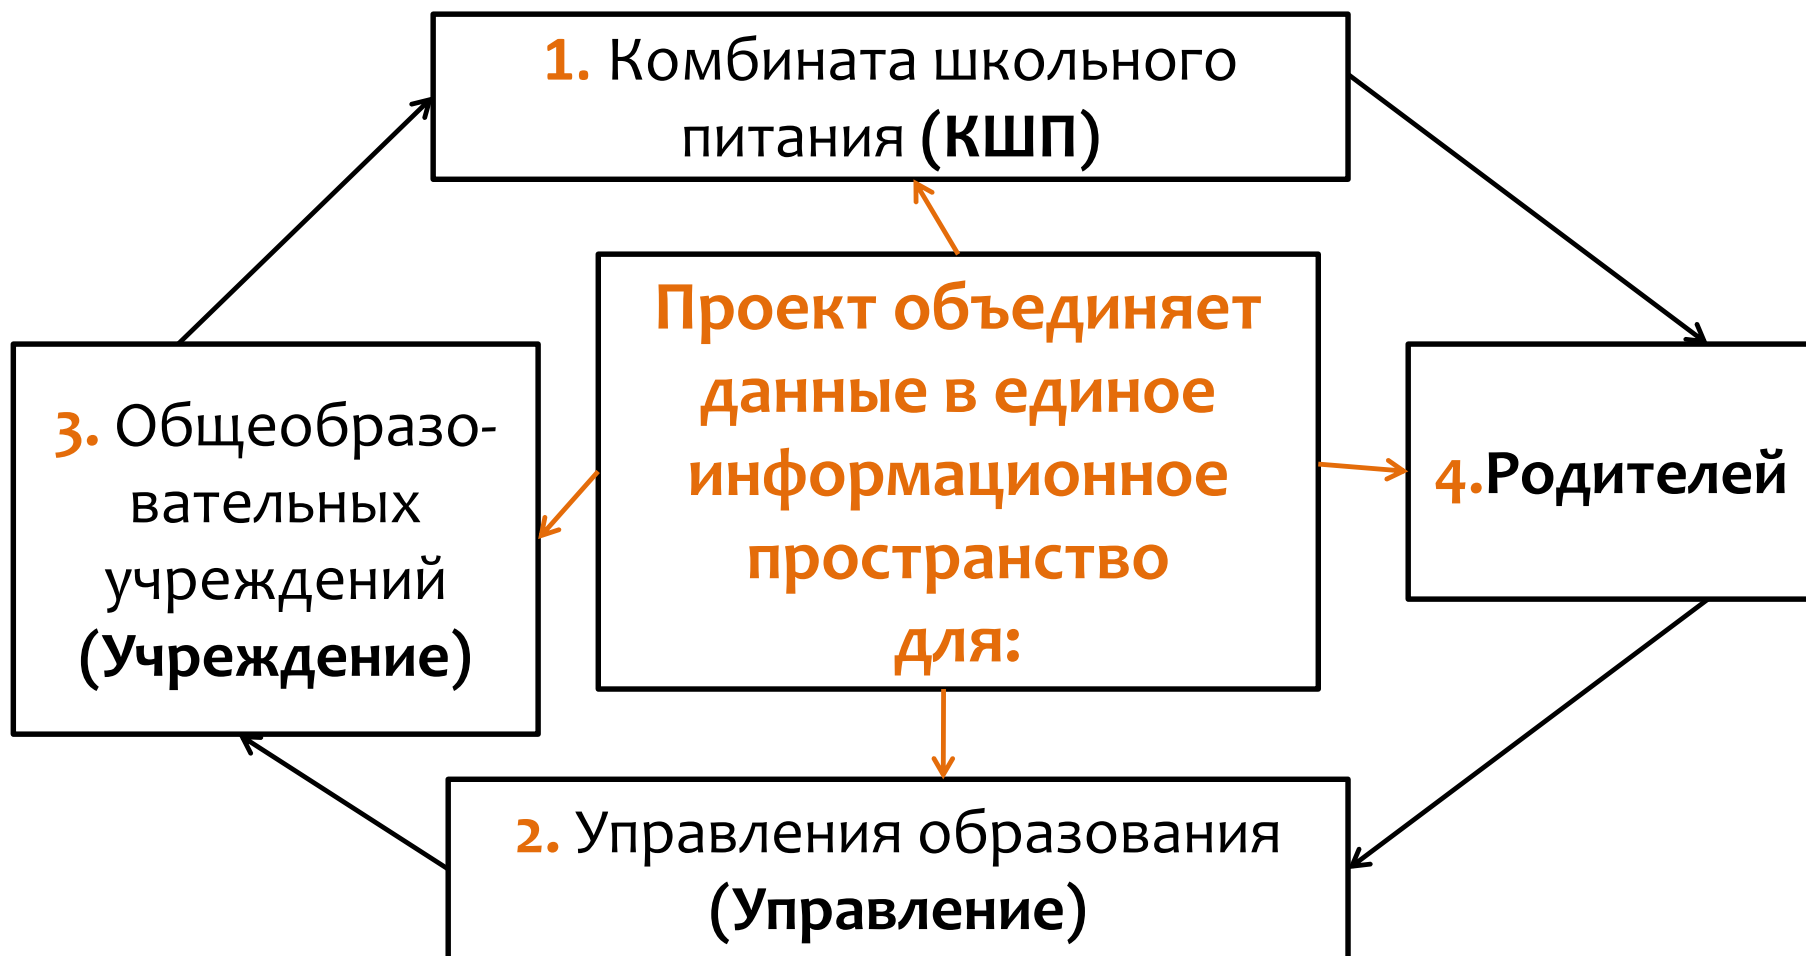 1. Комбината школьного
питания (КШП)
Проект объединяет
данные в единое
информационное
пространство
для:
3. Общеобразо-
вательных
учреждений
(Учреждение)
4.Родителей
2. Управления образования
(Управление)